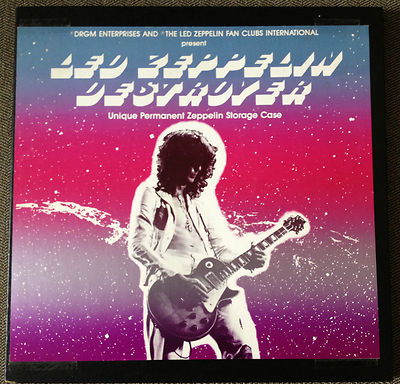 *DRGM ENTERPRISES AND *THE LED ZEPPELIN FAN CLUBS INTERNATIONAL
present
LED ZEPPELIN
DESTROYER
Unique Permanent Zeppelin Storage Case